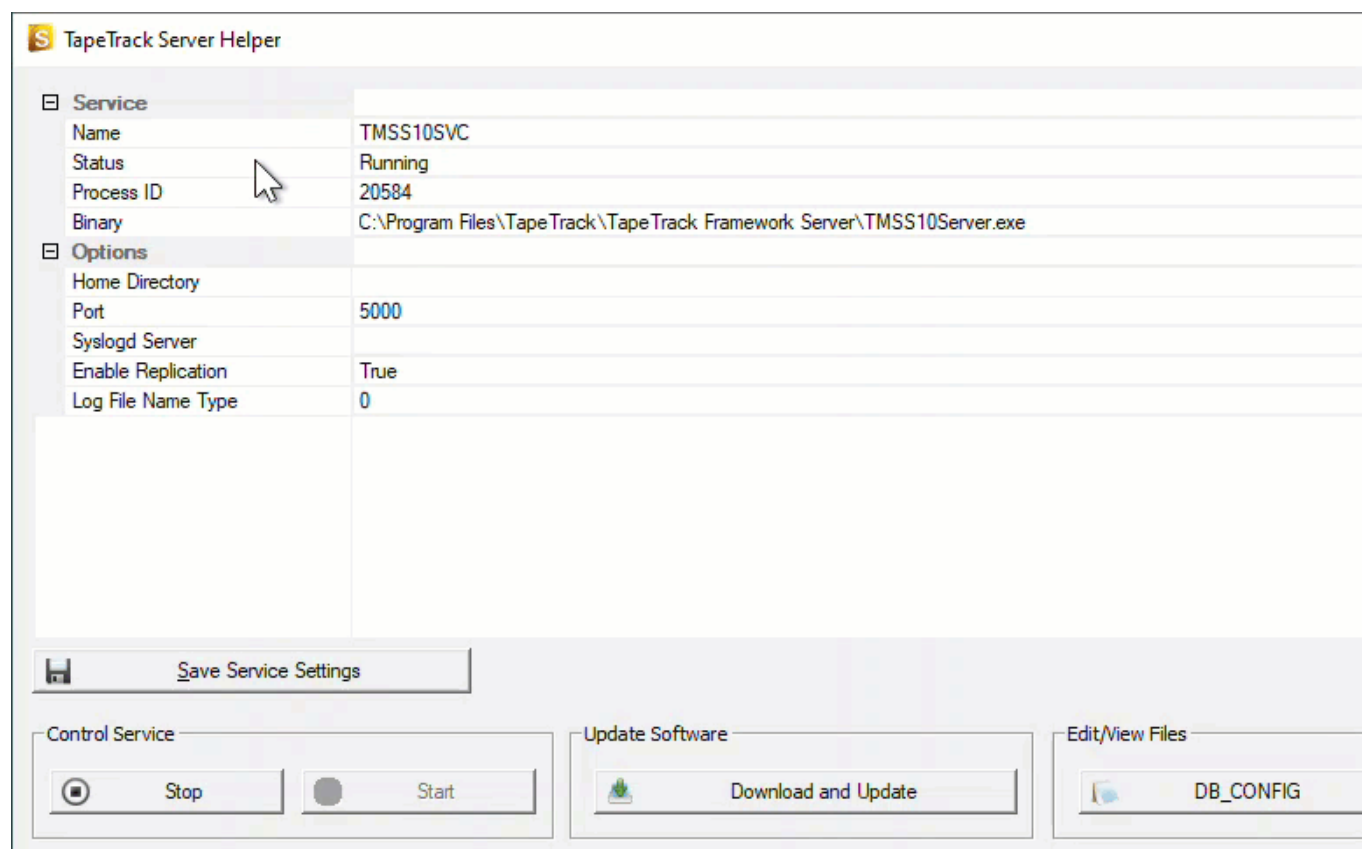 TapeTrack Server Helper
Service
Name TMSS10SVC
Status Running
Process ID 20584
Binary C:\Program Files\TapeTrack\TapeTrack Framework Server\TMSS10Server.exe
Options
Home Directory
Port 5000
Syslogd Server
Enable Replication True
Log File Name Type 0
Save Service Settings
Control Service Update Software Edit/View Files
Stop Start Download and Update DB_CONFIG